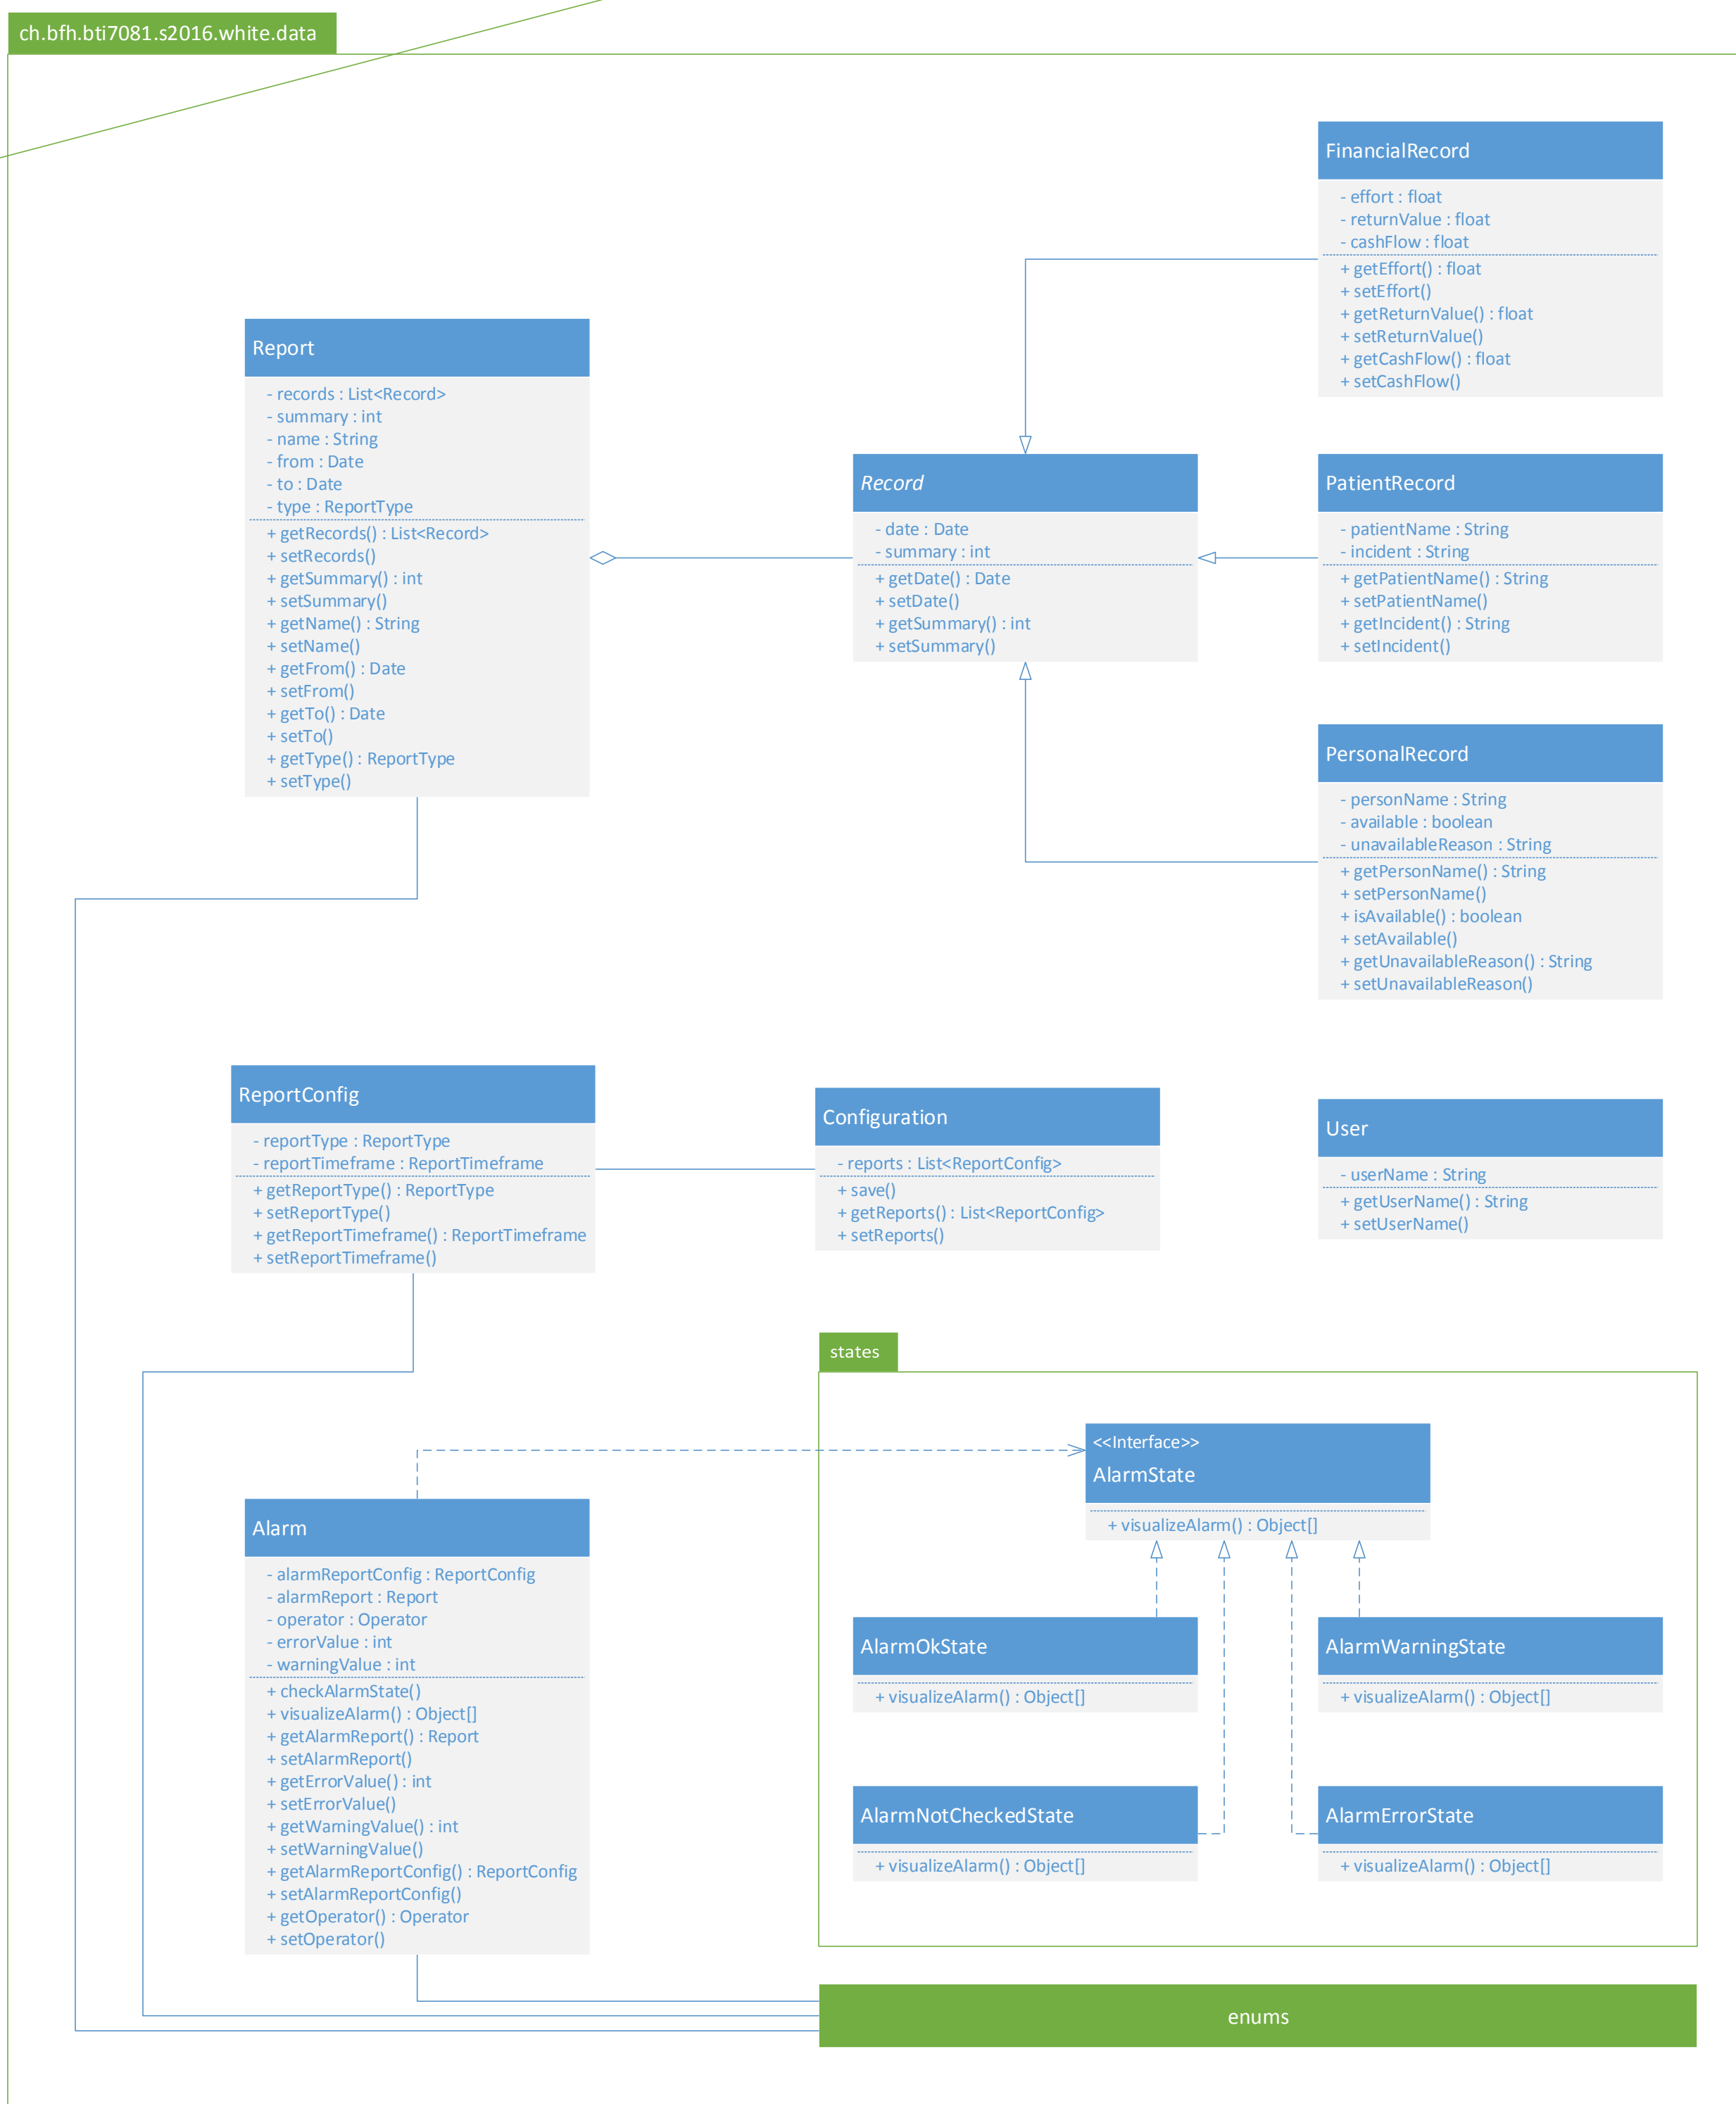 ch.bfh.bti7081.s2016.white.data
FinancialRecord
- effort : float
- returnValue : float
- cashFlow : float
+ getEffort() : float
+ setEffort()
+ getReturnValue() : float
+ setReturnValue()
+ getCashFlow() : float
+ setCashFlow()
Report
- records : List<Record>
- summary : int
- name : String
- from : Date
- to : Date
- type : ReportType
+ getRecords() : List<Record>
+ setRecords()
+ getSummary() : int
+ setSummary()
+ getName() : String
+ setName()
+ getFrom() : Date
+ setFrom()
+ getTo() : Date
+ setTo()
+ getType() : ReportType
+ setType()
Record
- date : Date
- summary : int
+ getDate() : Date
+ setDate()
+ getSummary() : int
+ setSummary()
PatientRecord
- patientName : String
- incident : String
+ getPatientName() : String
+ setPatientName()
+ getIncident() : String
+ setIncident()
PersonalRecord
- personName : String
- available : boolean
- unavailableReason : String
+ getPersonName() : String
+ setPersonName()
+ isAvailable() : boolean
+ setAvailable()
+ getUnavailableReason() : String
+ setUnavailableReason()
ReportConfig
- reportType : ReportType
- reportTimeframe : ReportTimeframe
+ getReportType() : ReportType
+ setReportType()
+ getReportTimeframe() : ReportTimeframe
+ setReportTimeframe()
Configuration
- reports : List<ReportConfig>
+ save()
+ getReports() : List<ReportConfig>
+ setReports()
User
- userName : String
+ getUserName() : String
+ setUserName()
states
<<Interface>>
AlarmState
+ visualizeAlarm() : Object[]
Alarm
- alarmReportConfig : ReportConfig
- alarmReport : Report
- operator : Operator
- errorValue : int
- warningValue : int
+ checkAlarmState()
+ visualizeAlarm() : Object[]
+ getAlarmReport() : Report
+ setAlarmReport()
+ getErrorValue() : int
+ setErrorValue()
+ getWarningValue() : int
+ setWarningValue()
+ getAlarmReportConfig() : ReportConfig
+ setAlarmReportConfig()
+ getOperator() : Operator
+ setOperator()
AlarmOkState
+ visualizeAlarm() : Object[]
AlarmWarningState
+ visualizeAlarm() : Object[]
AlarmNotCheckedState
+ visualizeAlarm() : Object[]
AlarmErrorState
+ visualizeAlarm() : Object[]
enums